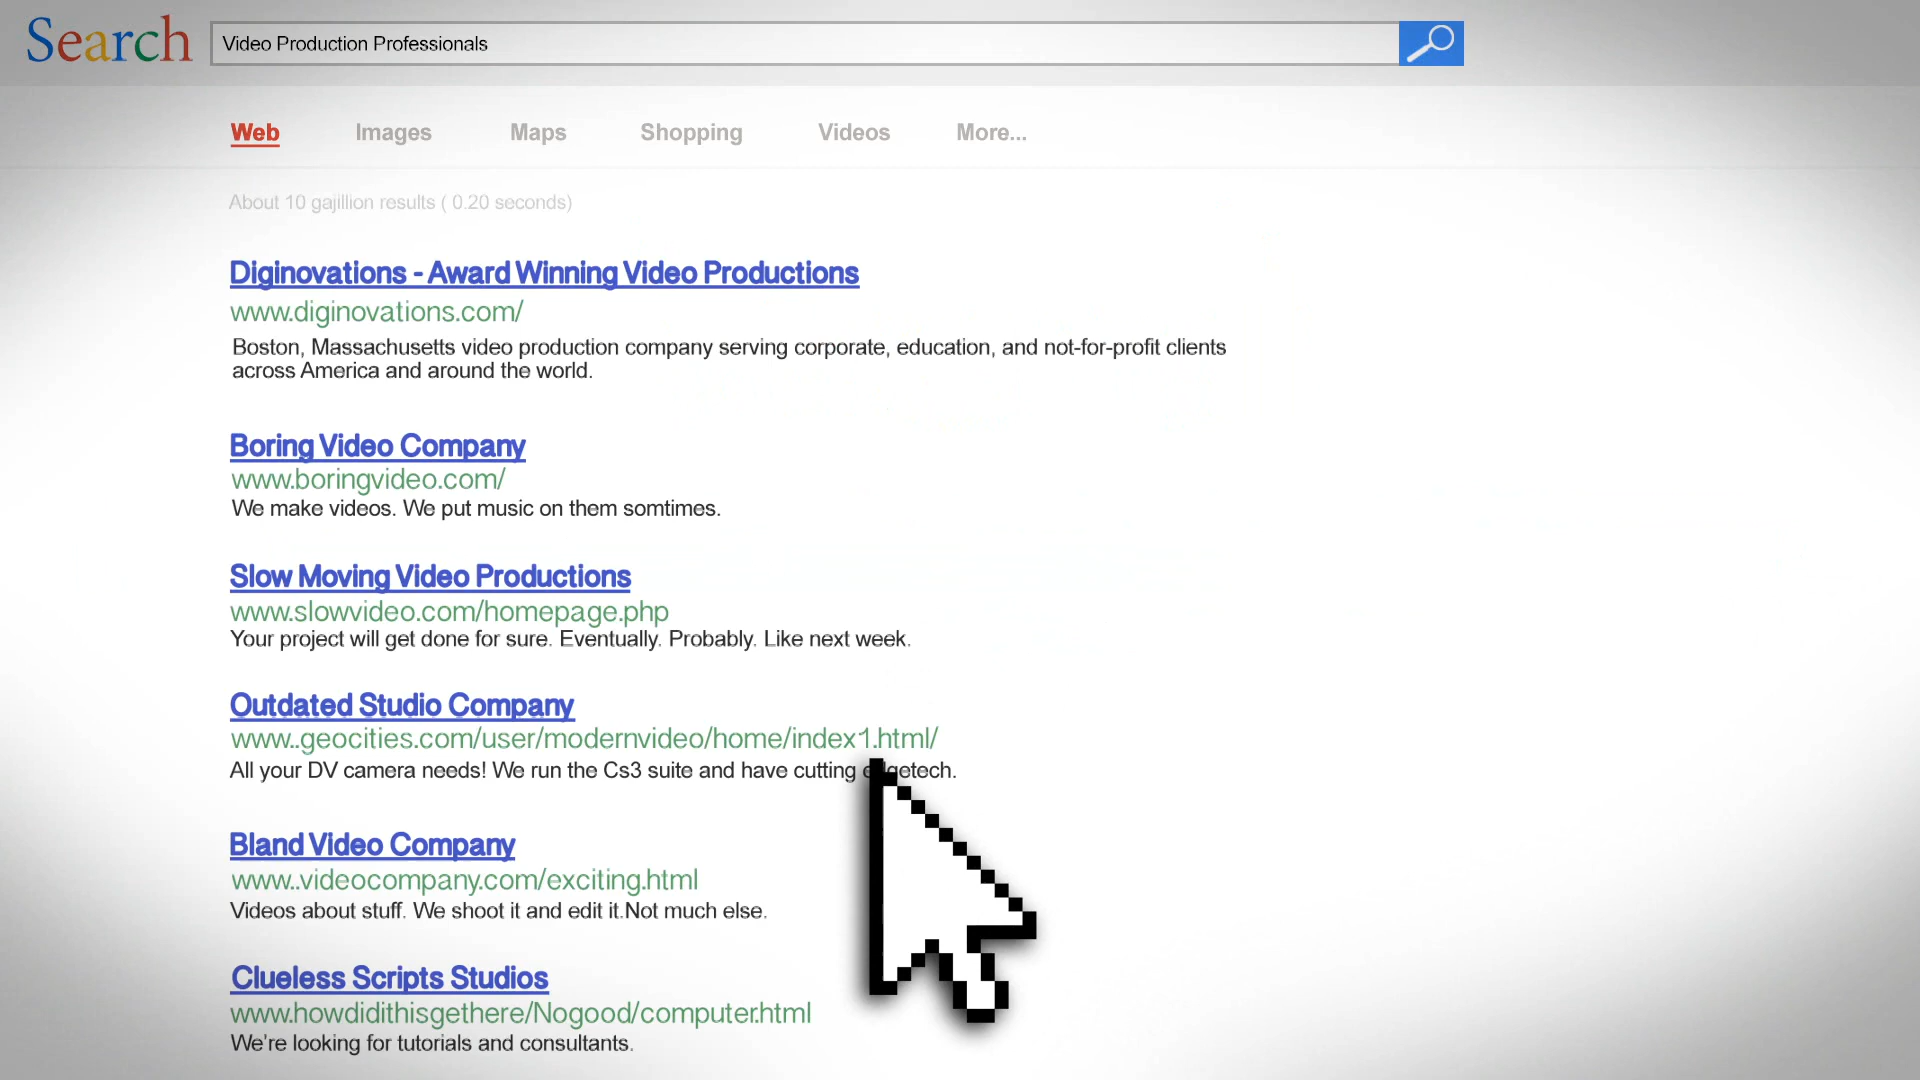 Search
Video Production Professionals
Web Images Maps Shopping Videos More...
About 10 gajillion results ( 0.20 seconds)
Diginovations - Award Winning Video Productions
www.diginovations.com/
Boston, Massachusetts video production company serving corporate, education, and not-for-profit clients
across America and around the world.
Boring Video Company
www.boringvideo.com/
We make videos. We put music on them somtimes.
Slow Moving Video Productions
www.slowvideo.com/homepage.php
Your project will get done for sure. Eventually. Probably. Like next week.
Outdated Studio Company
www..geocities.com/user/modernvideo/home/index1.html/
All your DV camera needs! We run the Cs3 suite and have cutting edgetech.
Bland Video Company
www..videocompany.com/exciting.html
Videos about stuff. We shoot it and edit it.Not much else.
Clueless Scripts Studios
www.howdidithisgethere/Nogood/computer.html
We're looking for tutorials and consultants.